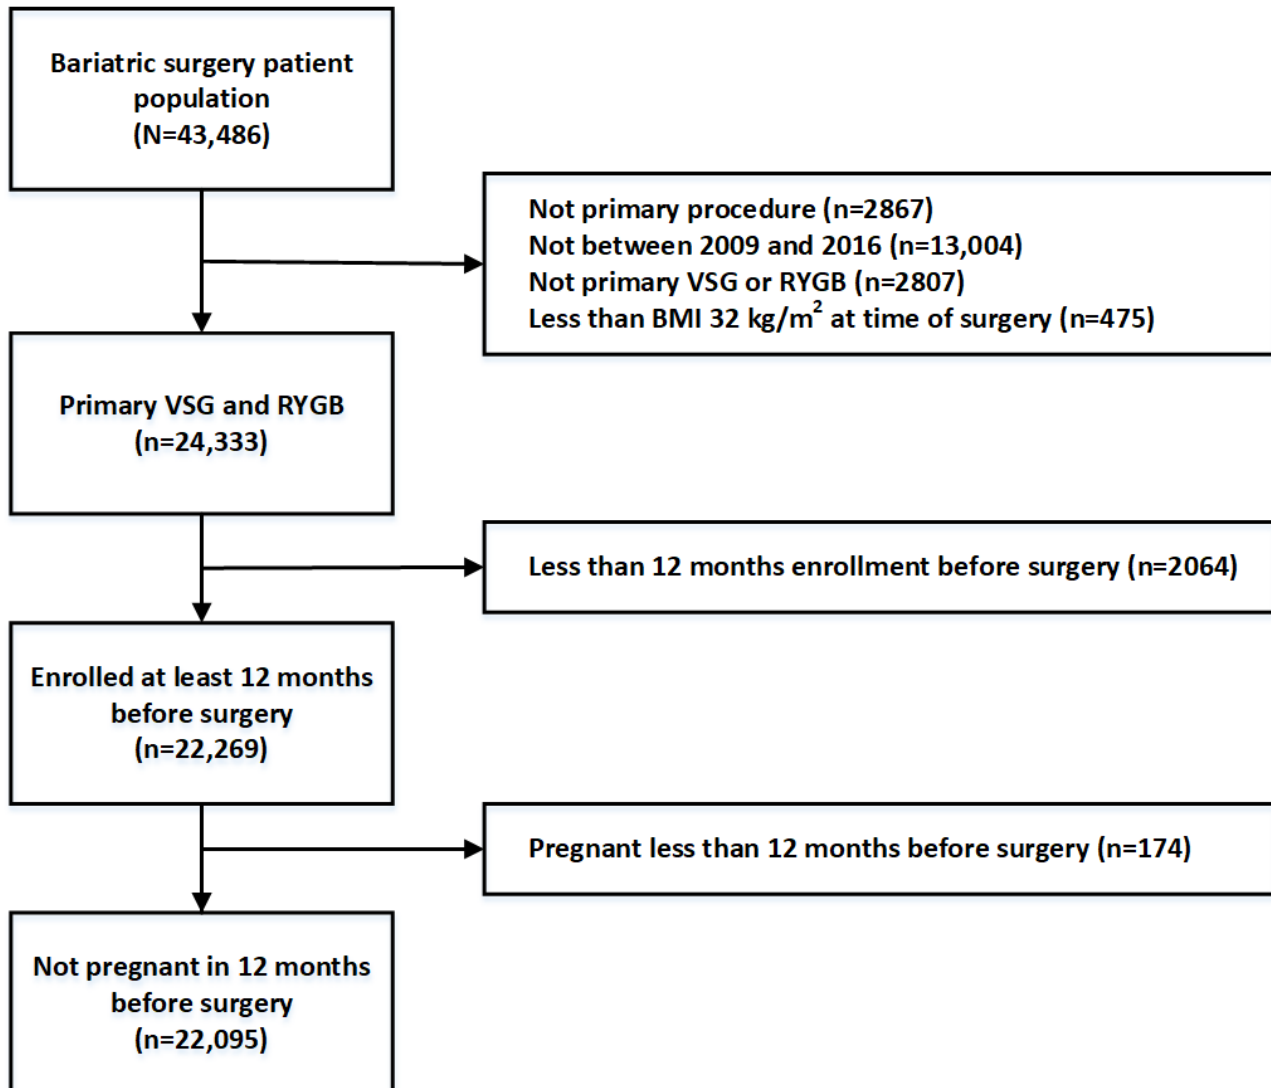 Bariatric surgery patient
population
(N=43,486)
Not primary procedure (n=2867)
Not between 2009 and 2016 (n=13,004)
Not primary VSG or RYGB (n=2807)
Less than BMI 32 kg/m² at time of surgery (n=475)
Primary VSG and RYGB
(n=24,333)
Less than 12 months enrollment before surgery (n=2064)
Enrolled at least 12 months
before surgery
(n=22,269)
Pregnant less than 12 months before surgery (n=174)
Not pregnant in 12 months
before surgery
(n=22,095)